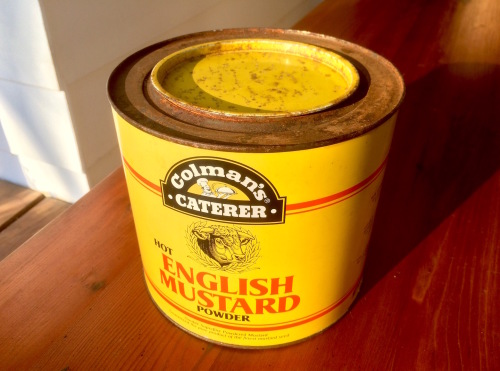 Colman's®
• CATERER •
HOT
ENGLISH
MUSTARD
POWDER